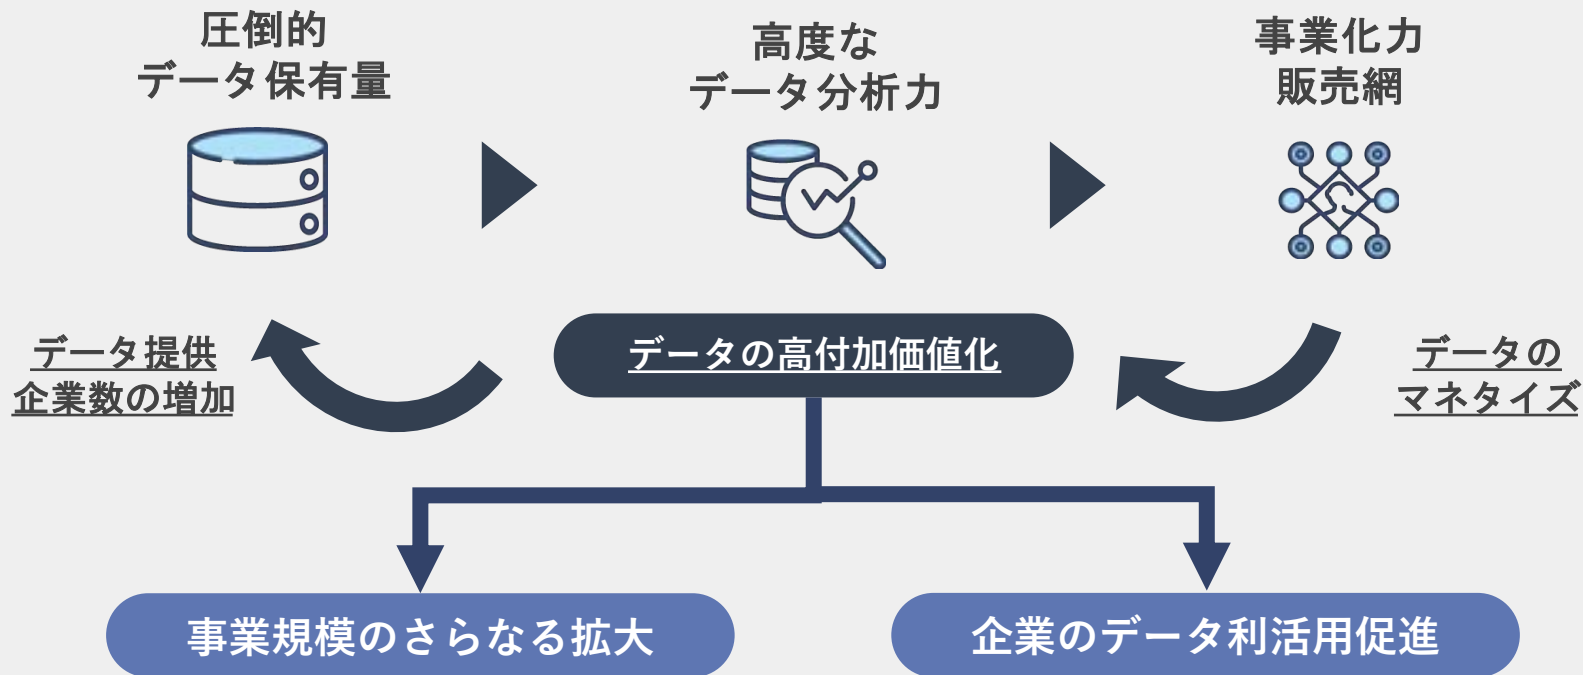 圧倒的
データ保有量
高度な
データ分析力
事業化力
販売網
データ提供
企業数の増加
データの高付加価値化
データの
マネタイズ
事業規模のさらなる拡大
企業のデータ利活用促進